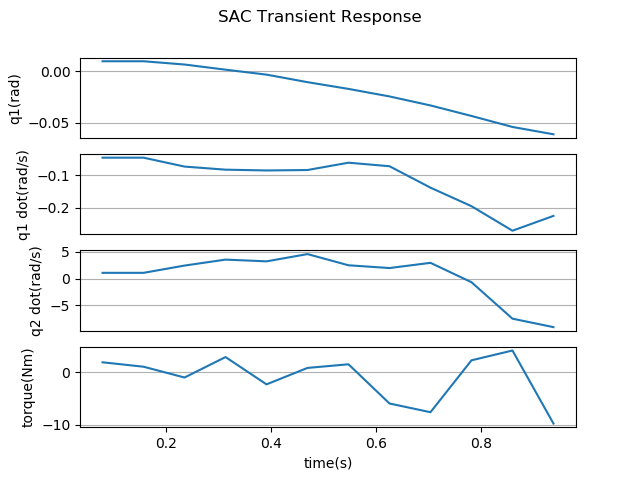 SAC Transient Response
q1(rad)
0.00
−0.05
q1 dot(rad/s)
−0.1
−0.2
q2 dot(rad/s)
5
0
−5
torque(Nm)
0
−10
0.2 0.4 0.6 0.8
time(s)